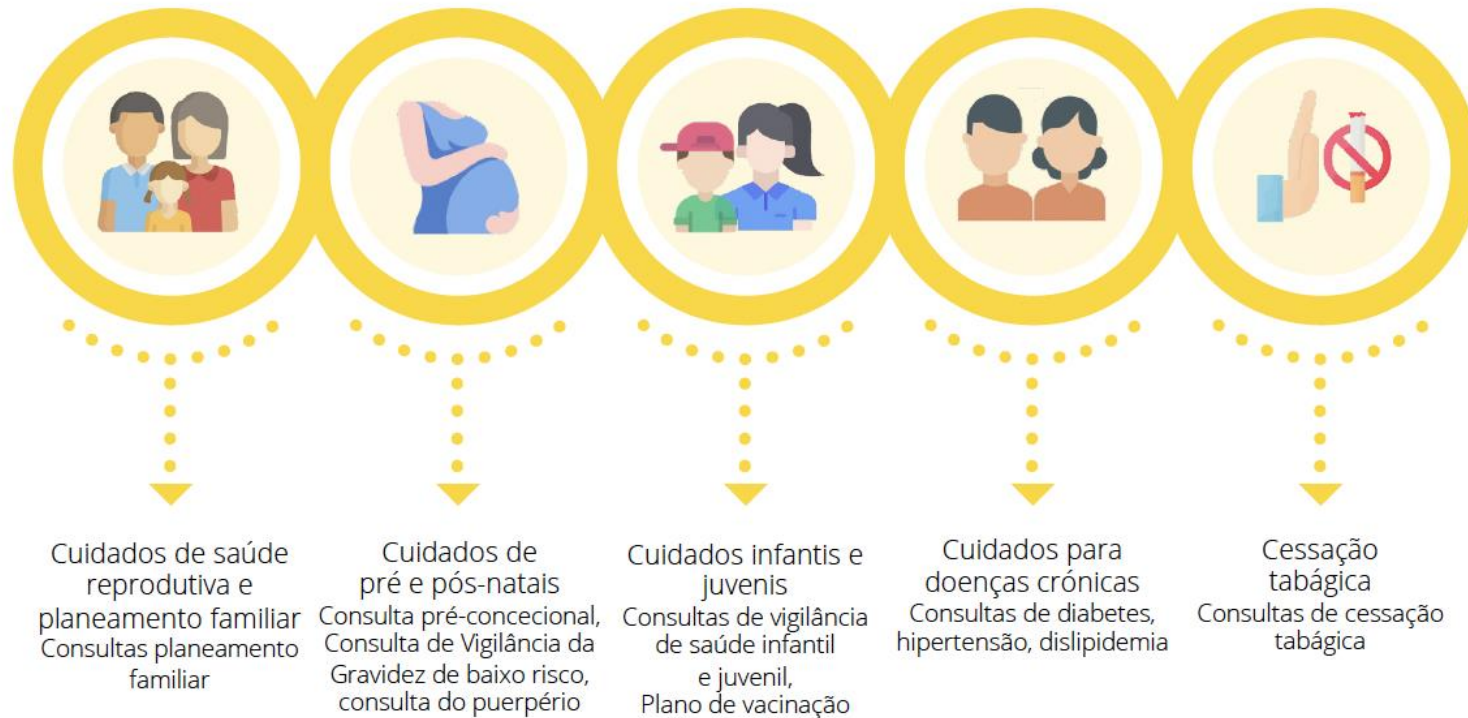 Cuidados de saúde
reprodutiva e
planeamento familiar
Consultas planeamento
familiar
Cuidados de
pré e pós-natais
Consulta pré-concecional,
Consulta de Vigilância da
Gravidez de baixo risco,
consulta do puerpério
Cuidados infantis e
juvenis
Consultas de vigilância
de saúde infantil
e juvenil,
Plano de vacinação
Cuidados para
doenças crónicas
Consultas de diabetes,
hipertensão, dislipidemia
Cessação
tabágica
Consultas de cessação
tabágica